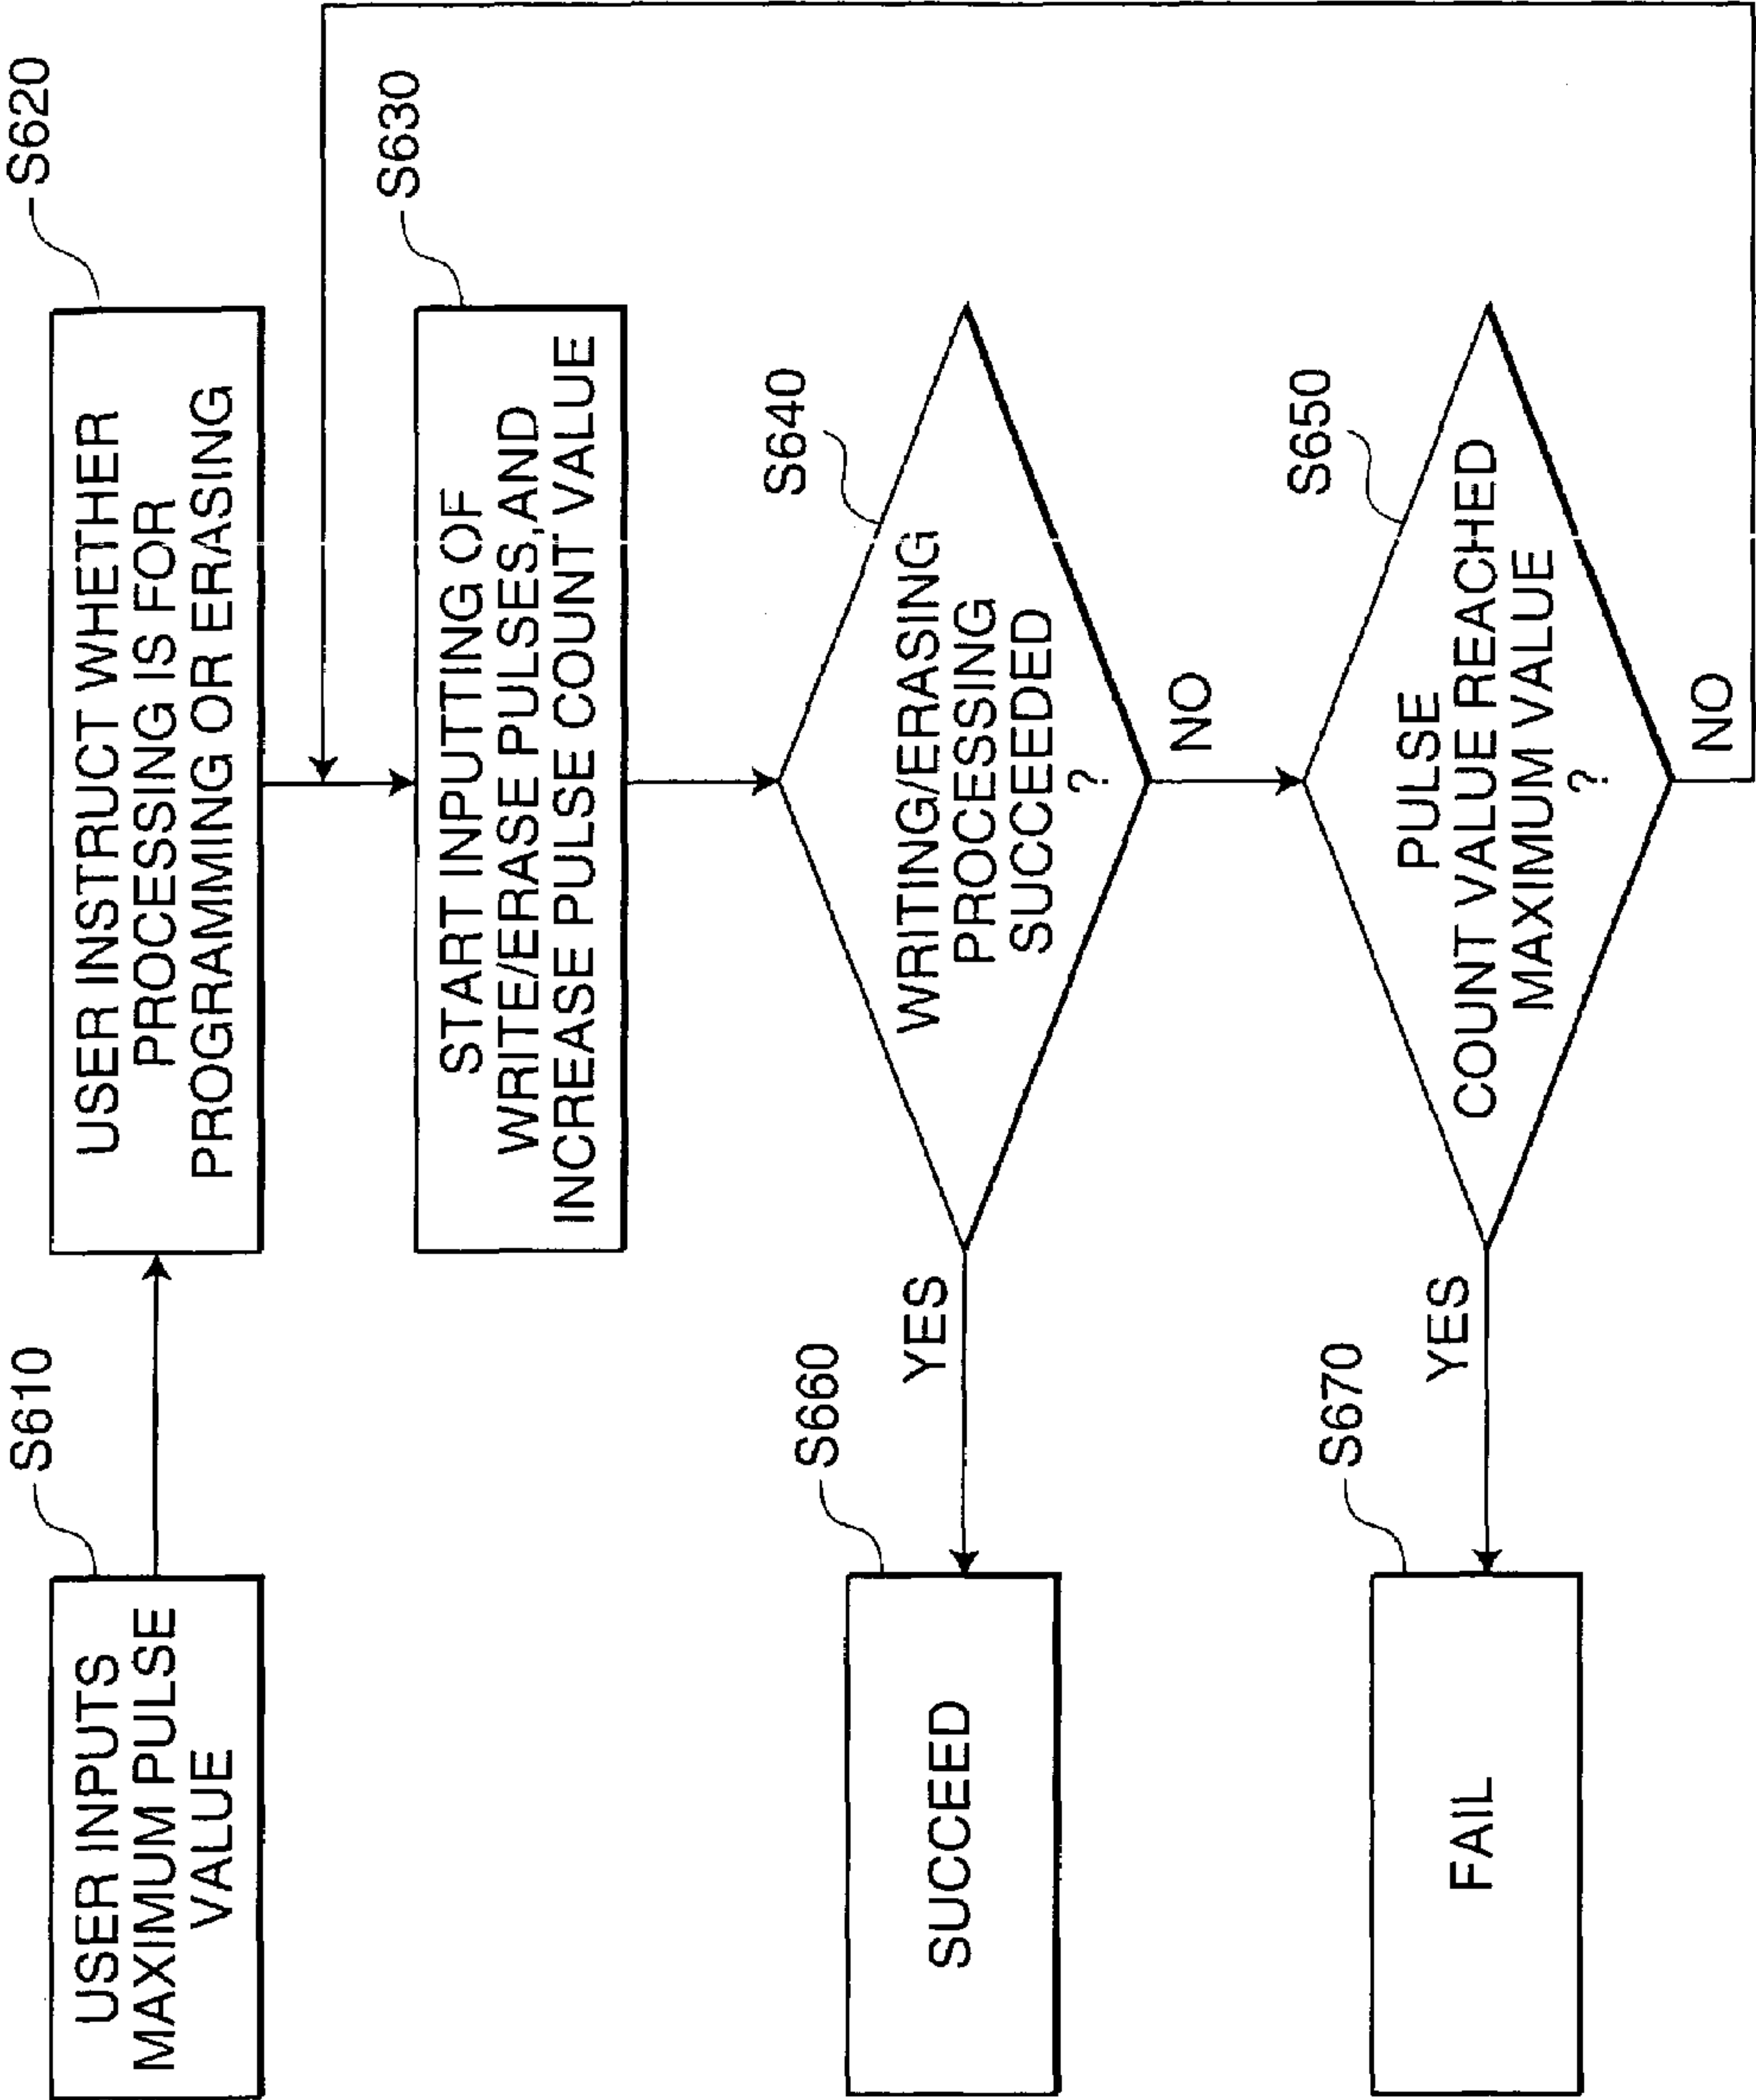 S610
USER INPUTS
MAXIMUM PULSE
VALUE
S620
USER INSTRUCT WHETHER
PROCESSING IS FOR
PROGRAMMING OR ERASING
S630
START INPUTTING OF
WRITE/ERASE PULSES,AND
INCREASE PULSE COUNT VALUE
S640
WRITING/ERASING
PROCESSING
SUCCEEDED
?
YES
NO
S660
SUCCEED
S650
PULSE
COUNT VALUE REACHED
MAXIMUM VALUE
?
YES
NO
S670
FAIL